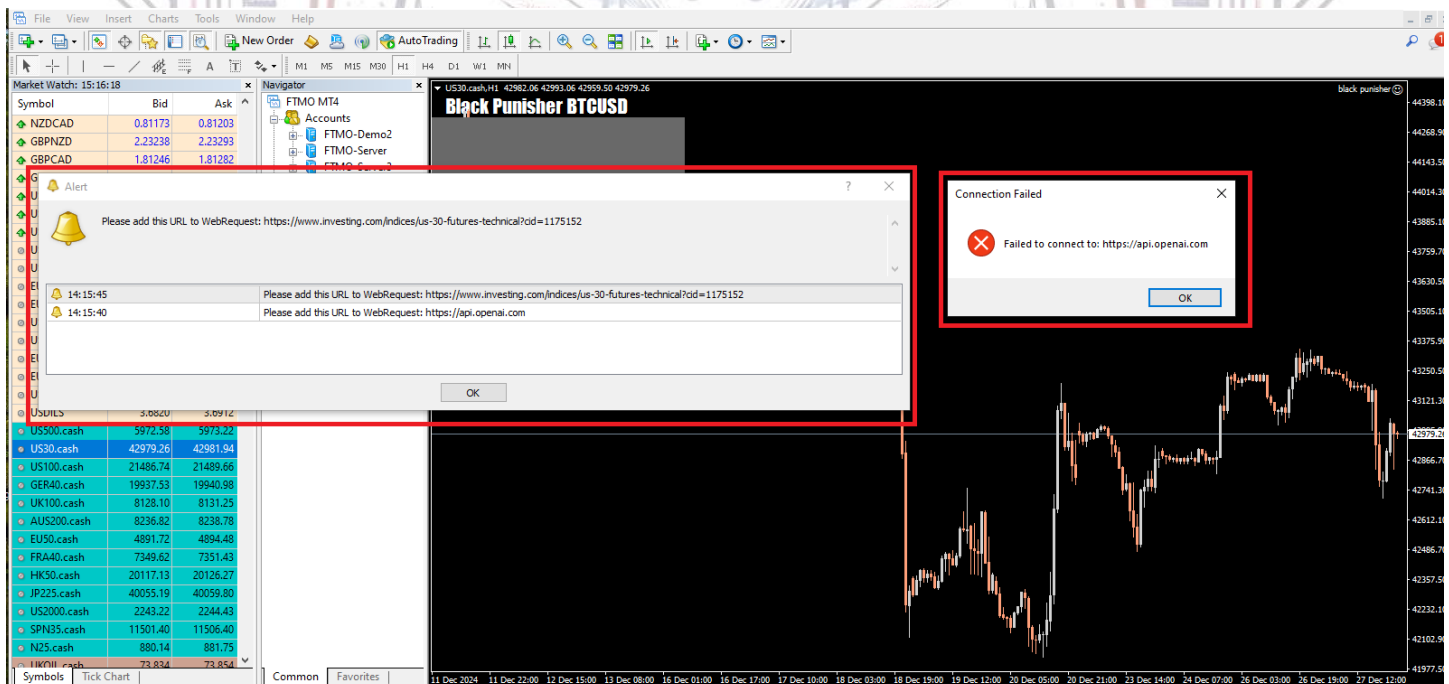 File View Insert Charts Tools Window Help
New Order AutoTrading
A T M1 M5 M15 M30 H1 H4 D1 W1 MN
Market Watch: 15:16:18
Symbol Bid Ask
NZDCAD 0.81173 0.81203
GBPNZD 2.23238 2.23293
GBPCAD 1.81246 1.81282
USDILS 3.6820 3.6912
US500.cash 5972.58 5973.22
US30.cash 42979.26 42981.94
US100.cash 21486.74 21489.66
GER40.cash 19937.53 19940.98
UK100.cash 8128.10 8131.25
AUS200.cash 8236.82 8238.78
EU50.cash 4891.72 4894.48
FRA40.cash 7349.62 7351.43
HK50.cash 20117.13 20126.27
JP225.cash 40055.19 40059.80
US2000.cash 2243.22 2244.43
SPN35.cash 11501.40 11506.40
N25.cash 880.14 881.75
UKOIL.cash 73.834 73.854
Symbols Tick Chart
Navigator
FTMO MT4
Accounts
FTMO-Demo2
FTMO-Server
FTMO-Server3
Common Favorites
Alert ?
Please add this URL to WebRequest: https://www.investing.com/indices/us-30-futures-technical?cid=1175152
14:15:45 Please add this URL to WebRequest: https://www.investing.com/indices/us-30-futures-technical?cid=1175152
14:15:40 Please add this URL to WebRequest: https://api.openai.com
OK
US30.cash,H1 42982.06 42993.06 42959.50 42979.26
black punisher
Black Punisher BTCUSD
Connection Failed
Failed to connect to: https://api.openai.com
OK
44398.10
44268.90
44143.50
44014.30
43885.10
43759.70
43630.50
43505.10
43375.90
43250.50
43121.30
42979.26
42866.70
42741.30
42612.10
42486.70
42357.50
42232.10
42102.90
41977.50
11 Dec 2024 11 Dec 22:00 12 Dec 15:00 13 Dec 08:00 16 Dec 01:00 16 Dec 17:00 17 Dec 10:00 18 Dec 03:00 18 Dec 19:00 19 Dec 12:00 20 Dec 05:00 20 Dec 21:00 23 Dec 14:00 24 Dec 07:00 26 Dec 03:00 26 Dec 19:00 27 Dec 12:00